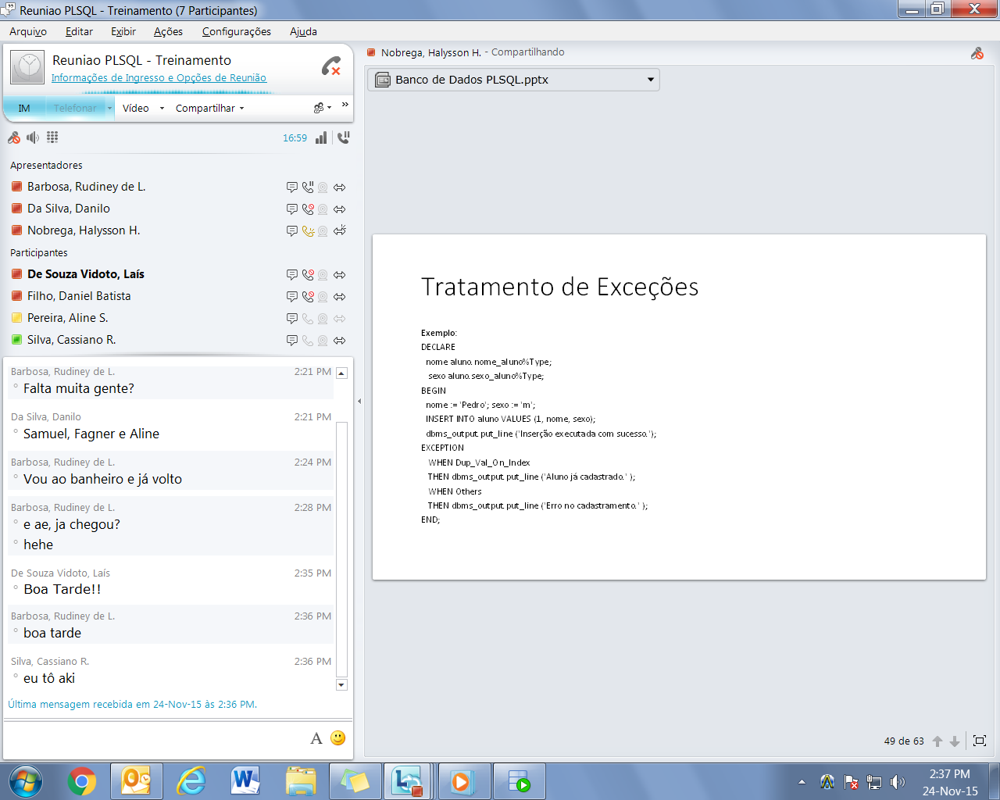 Reuniao PLSQL - Treinamento (7 Participantes)
Arquivo Editar Exibir Ações Configurações Ajuda
Reuniao PLSQL - Treinamento
Informações de Ingresso e Opções de Reunião
IM Telefonar Vídeo Compartilhar »
16:59
Apresentadores
Barbosa, Rudiney de L.
Da Silva, Danilo
Nobrega, Halysson H.
Participantes
De Souza Vidoto, Laís
Filho, Daniel Batista
Pereira, Aline S.
Silva, Cassiano R.
Barbosa, Rudiney de L. 2:21 PM
Falta muita gente?
Da Silva, Danilo 2:21 PM
Samuel, Fagner e Aline
Barbosa, Rudiney de L. 2:24 PM
Vou ao banheiro e já volto
Barbosa, Rudiney de L. 2:28 PM
e ae, ja chegou?
hehe
De Souza Vidoto, Laís 2:35 PM
Boa Tarde!!
Barbosa, Rudiney de L. 2:36 PM
boa tarde
Silva, Cassiano R. 2:36 PM
eu tô aki
Última mensagem recebida em 24-Nov-15 às 2:36 PM.
A
Nobrega, Halysson H. - Compartilhando
Banco de Dados PLSQL.pptx
Tratamento de Exceções
Exemplo:
DECLARE
nome aluno.nome_aluno%Type;
sexo aluno.sexo_aluno%Type;
BEGIN
nome := 'Pedro'; sexo := 'm';
INSERT INTO aluno VALUES (1, nome, sexo);
dbms_output.put_line ('Inserção executada com sucesso.');
EXCEPTION
WHEN Dup_Val_On_Index
THEN dbms_output.put_line ('Aluno já cadastrado.' );
WHEN Others
THEN dbms_output.put_line ('Erro no cadastramento.' );
END;
49 de 63
2:37 PM
24-Nov-15